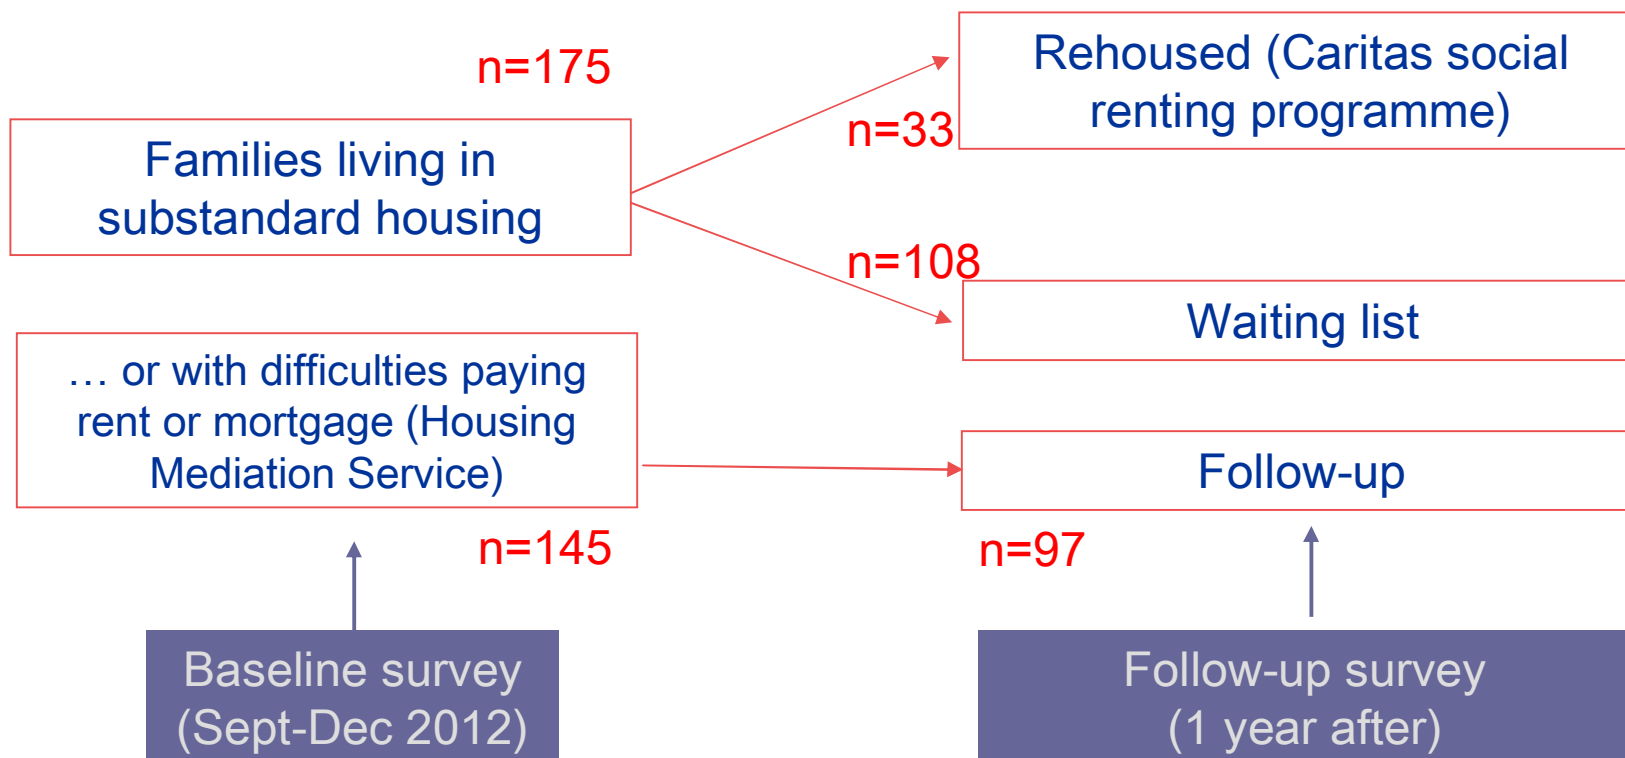 n=175
Families living in
substandard housing
n=33
Rehoused (Caritas social
renting programme)
n=108
Waiting list
… or with difficulties paying
rent or mortgage (Housing
Mediation Service)
n=145
Follow-up
n=97
Baseline survey
(Sept-Dec 2012)
Follow-up survey
(1 year after)